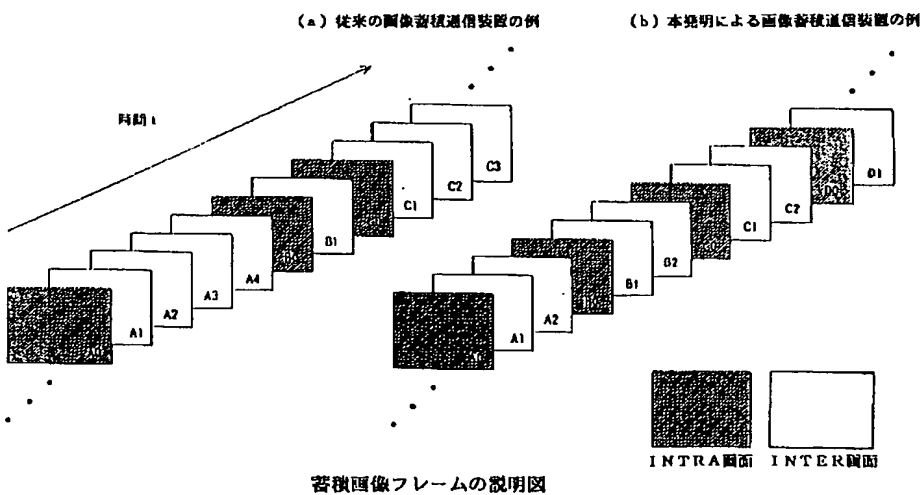 (a) 従来の画像蓄積通信装置の例
(b) 本発明による画像蓄積通信装置の例
時間 t
C3
C2
C1
B1
A4
A3
A2
A1
D1
D0
C2
C1
B2
B1
A2
A1
INTRA画面
INTER画面
蓄積画像フレームの説明図